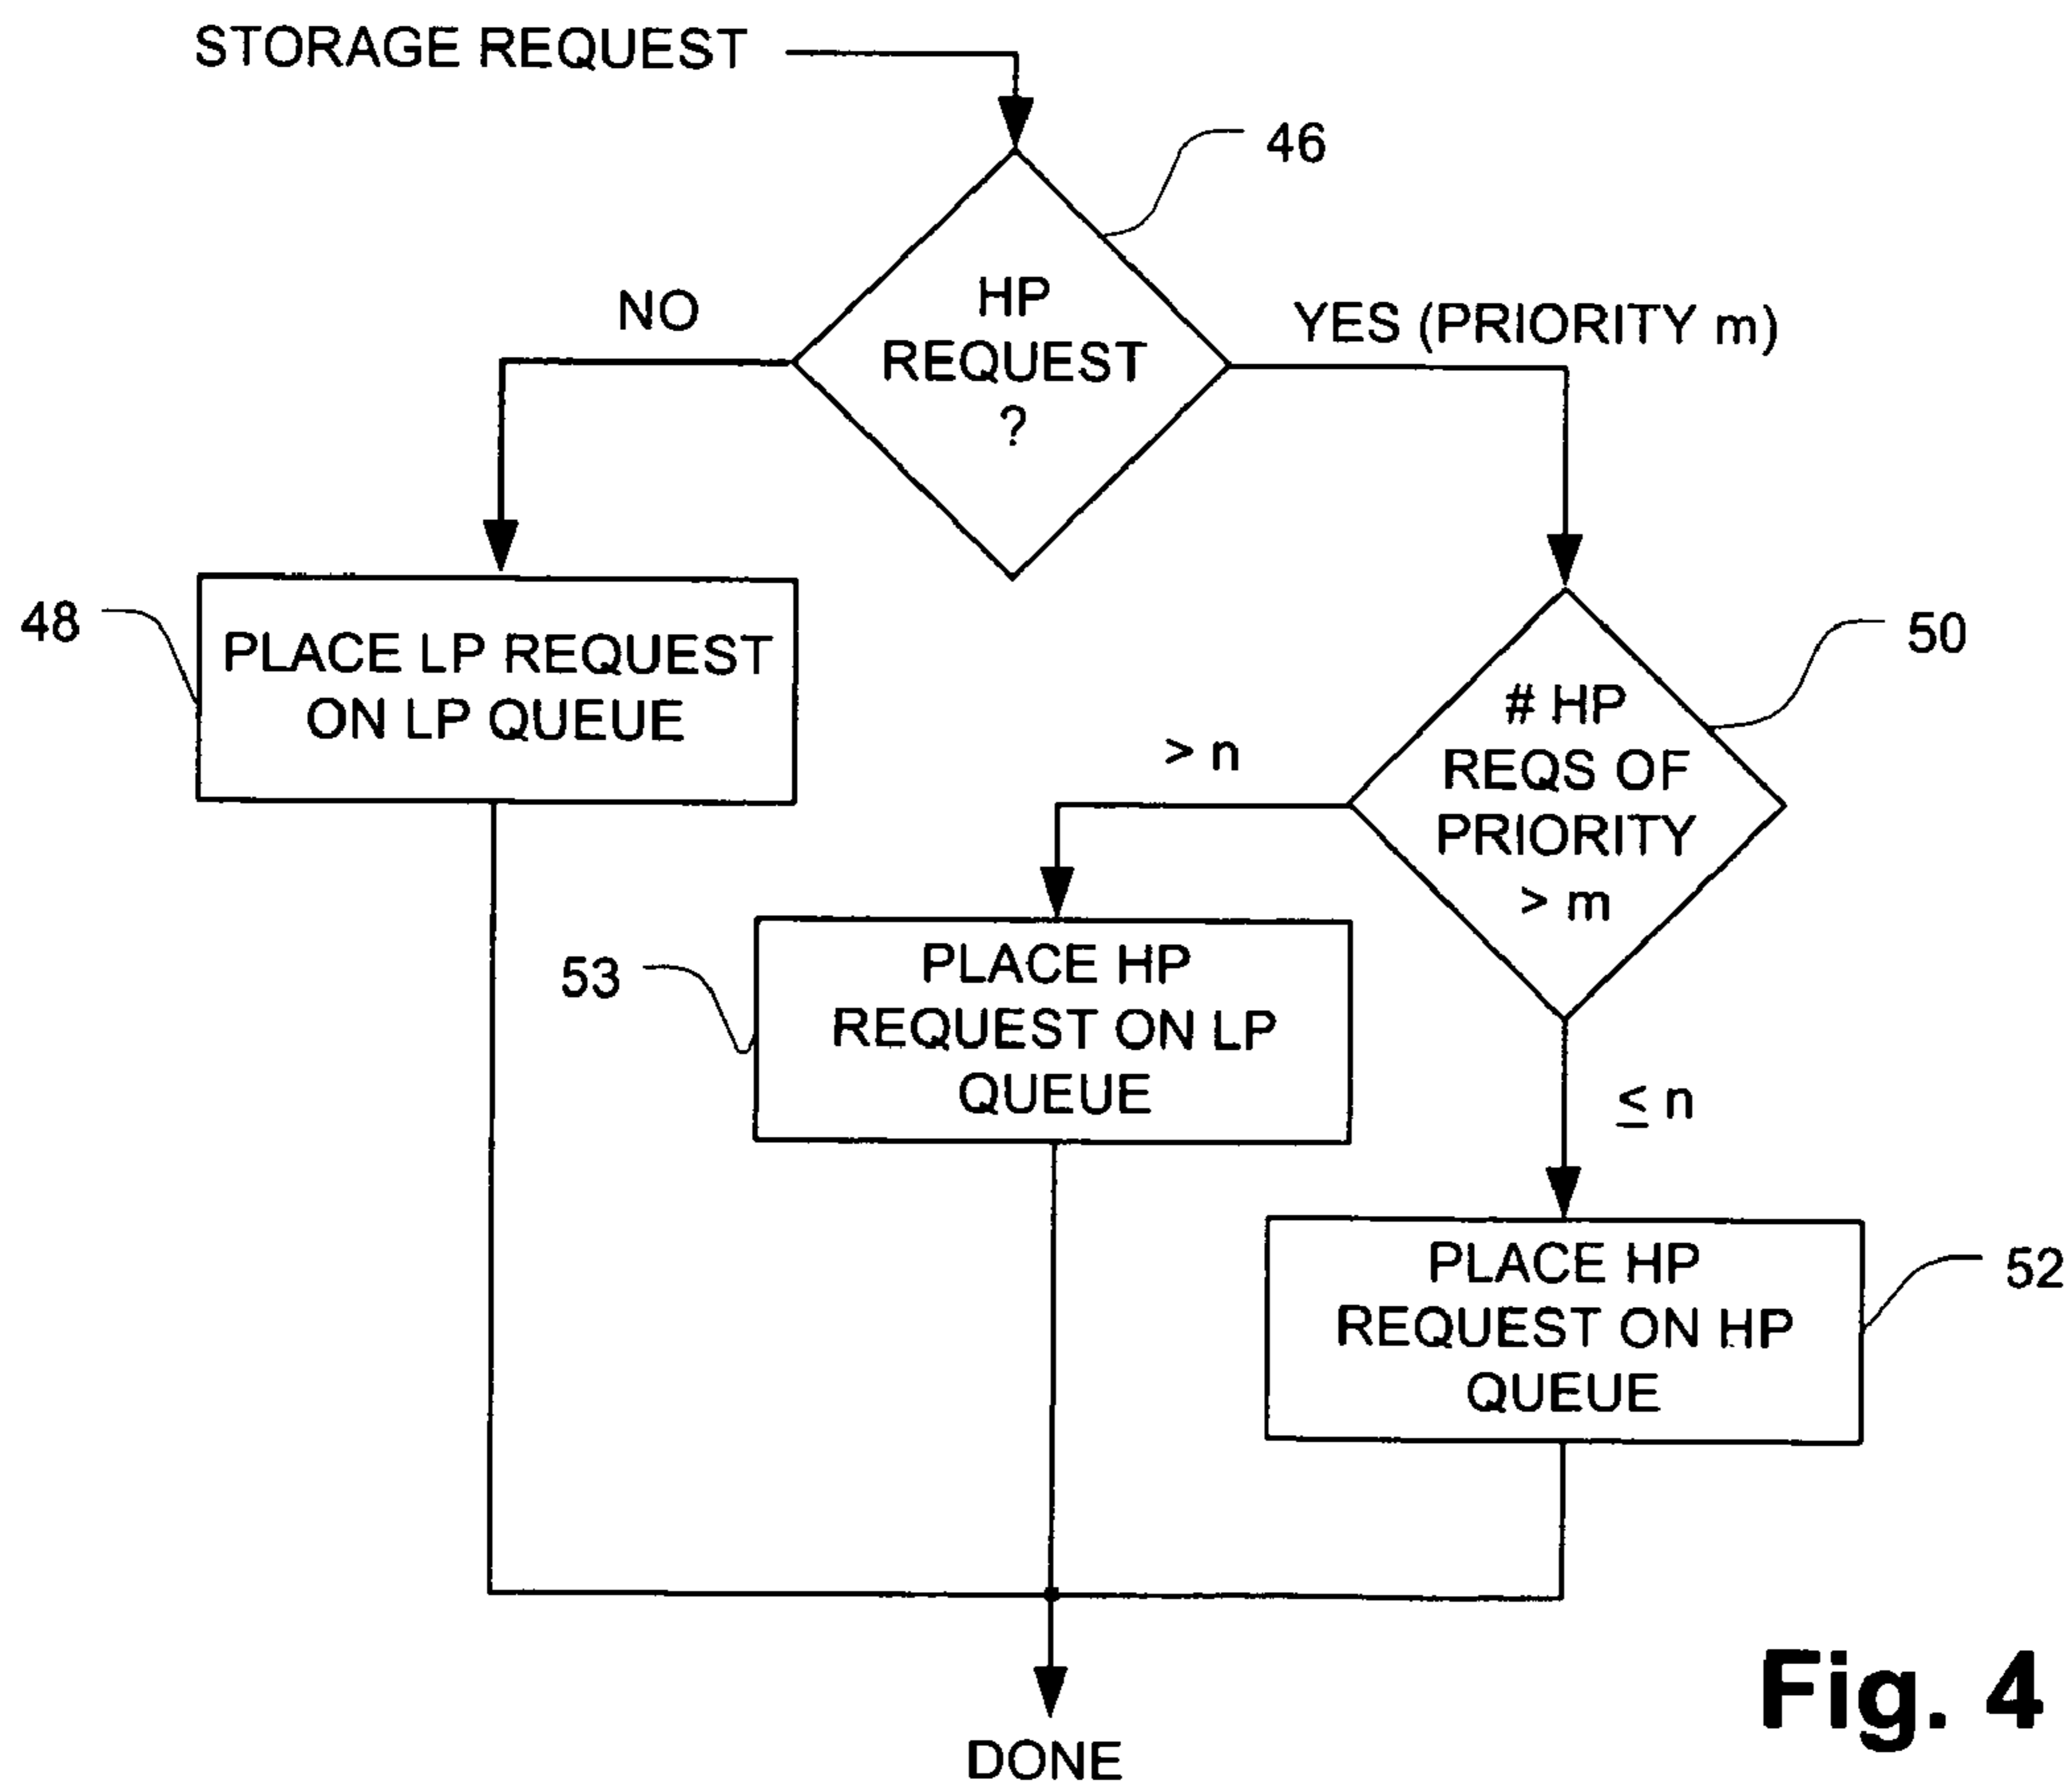 STORAGE REQUEST
46
HP
REQUEST
?
NO
YES (PRIORITY m)
48
PLACE LP REQUEST
ON LP QUEUE
50
# HP
REQS OF
PRIORITY
> m
> n
53
PLACE HP
REQUEST ON LP
QUEUE
≤ n
PLACE HP
REQUEST ON HP
QUEUE
52
DONE
Fig. 4